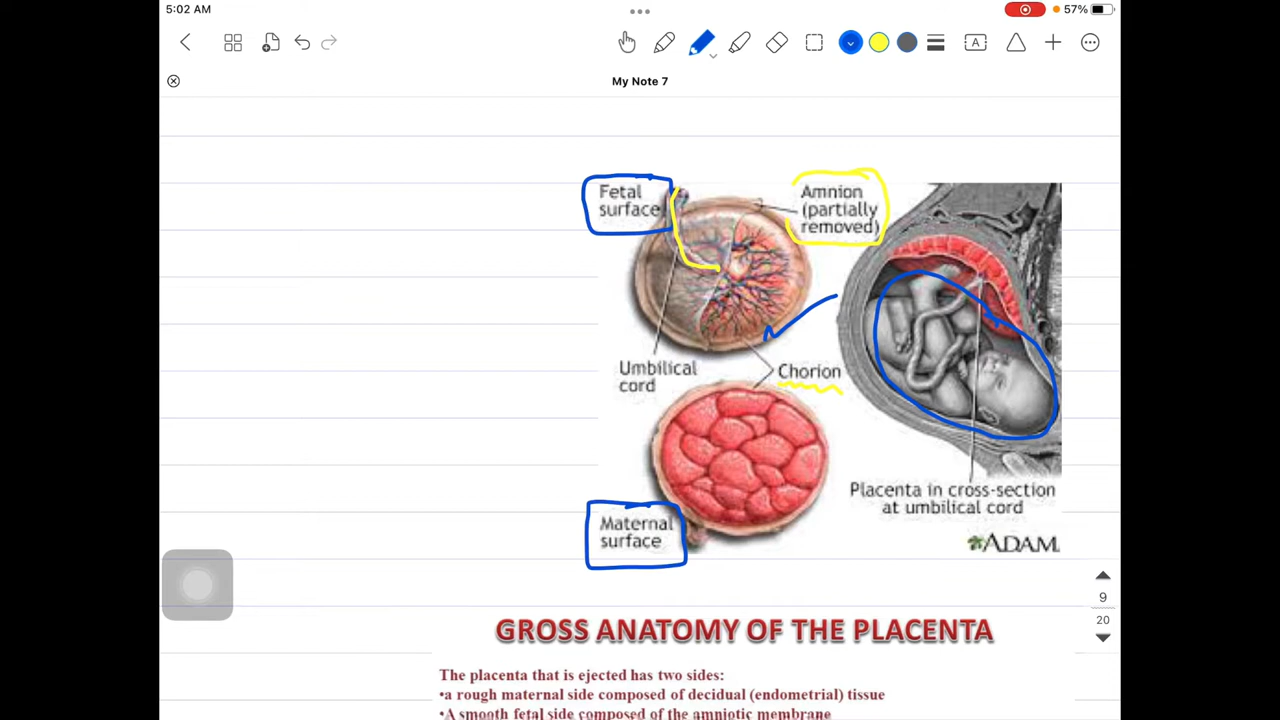 5:02 AM
57%
A
My Note 7
Fetal
surface
Amnion
(partially
removed)
Umbilical
cord
Chorion
Maternal
surface
Placenta in cross-section
at umbilical cord
ADAM.
9
20
GROSS ANATOMY OF THE PLACENTA
The placenta that is ejected has two sides:
•a rough maternal side composed of decidual (endometrial) tissue
•A smooth fetal side composed of the amniotic membrane